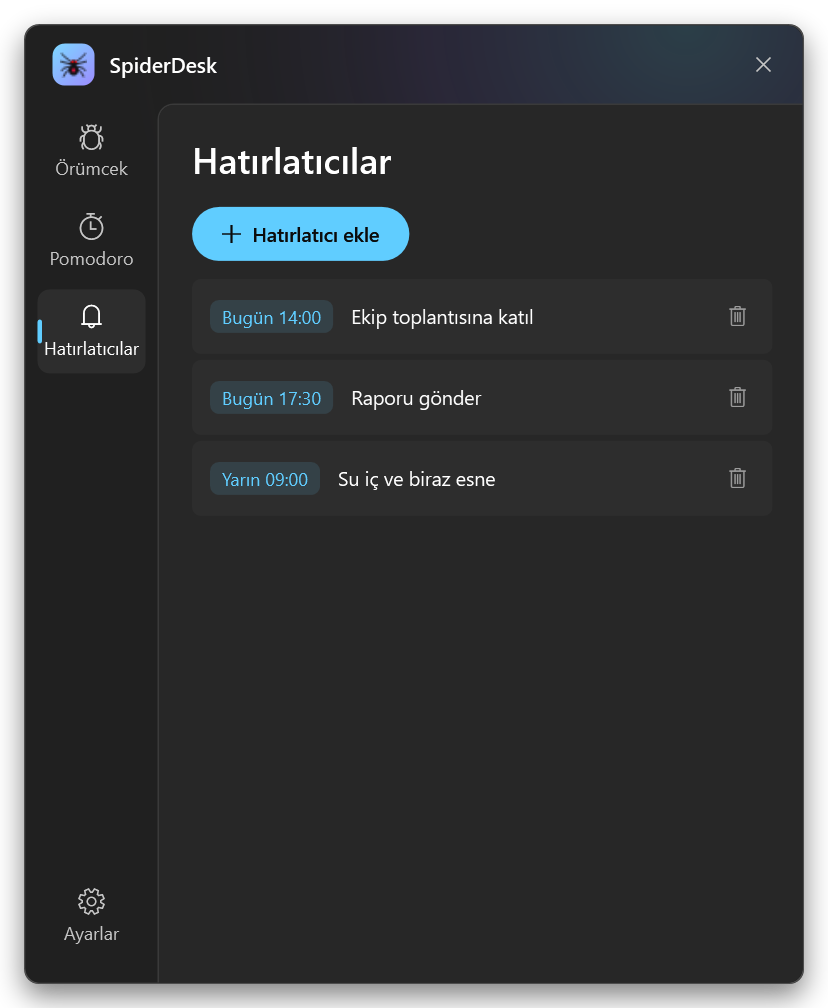 SpiderDesk
Örümcek
Pomodoro
Hatırlatıcılar
Ayarlar
Hatırlatıcılar
Hatırlatıcı ekle
Bugün 14:00 Ekip toplantısına katıl
Bugün 17:30 Raporu gönder
Yarın 09:00 Su iç ve biraz esne